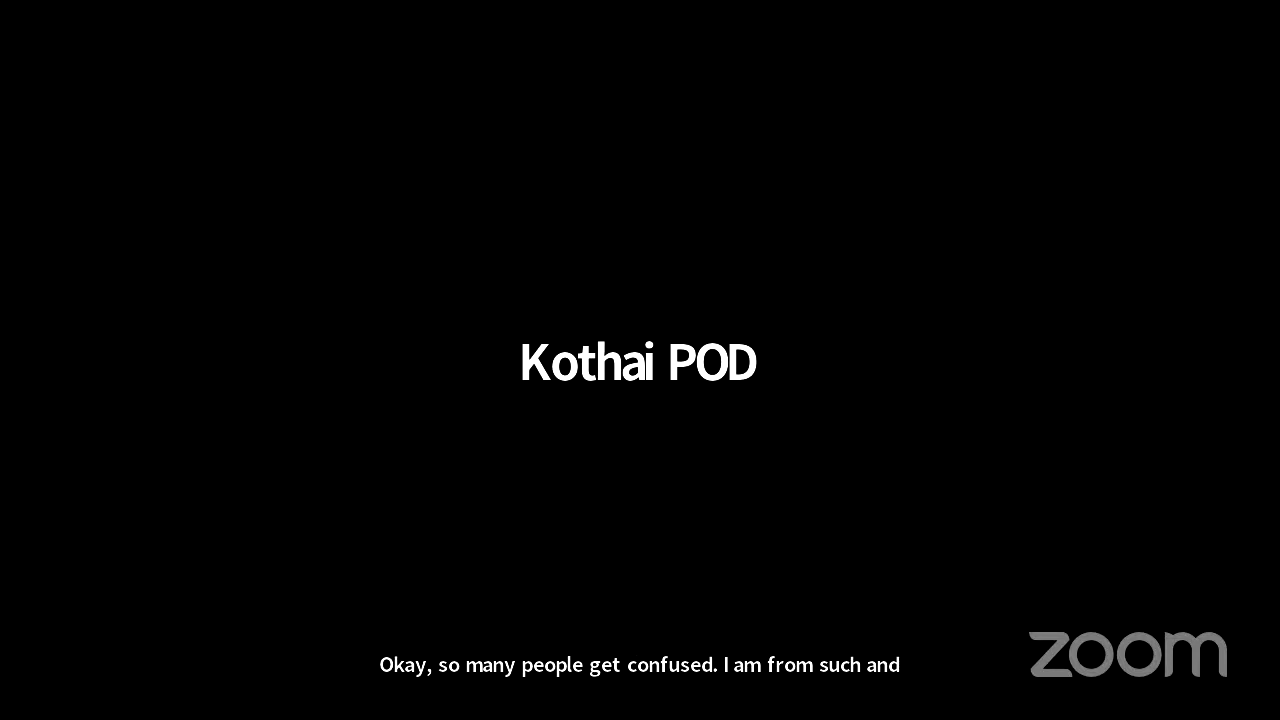 Kothai POD
Okay, so many people get confused. I am from such and
zoom